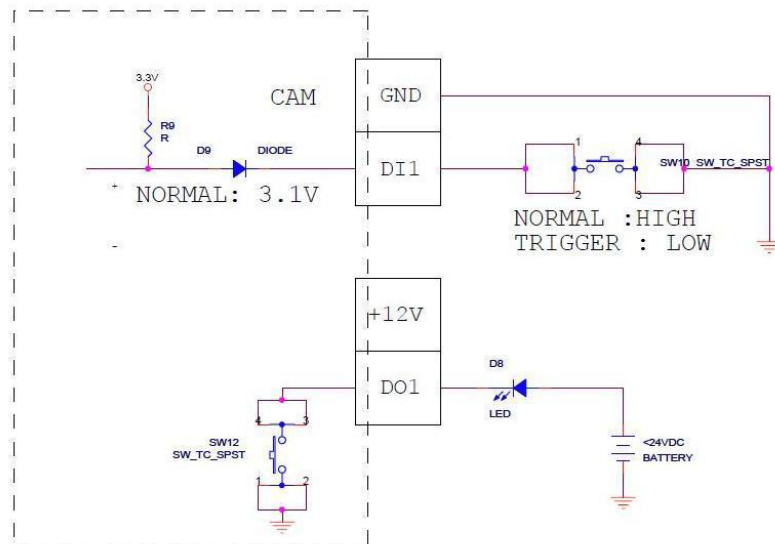 3.3V
R9
R
CAM
GND
D9
DIODE
DI1
NORMAL: 3.1V
+
-
1
4
SW10 SW_TC_SPST
2
3
NORMAL :HIGH
TRIGGER : LOW
+12V
DO1
D8
LED
4
3
SW12
SW_TC_SPST
1
2
<24VDC
BATTERY